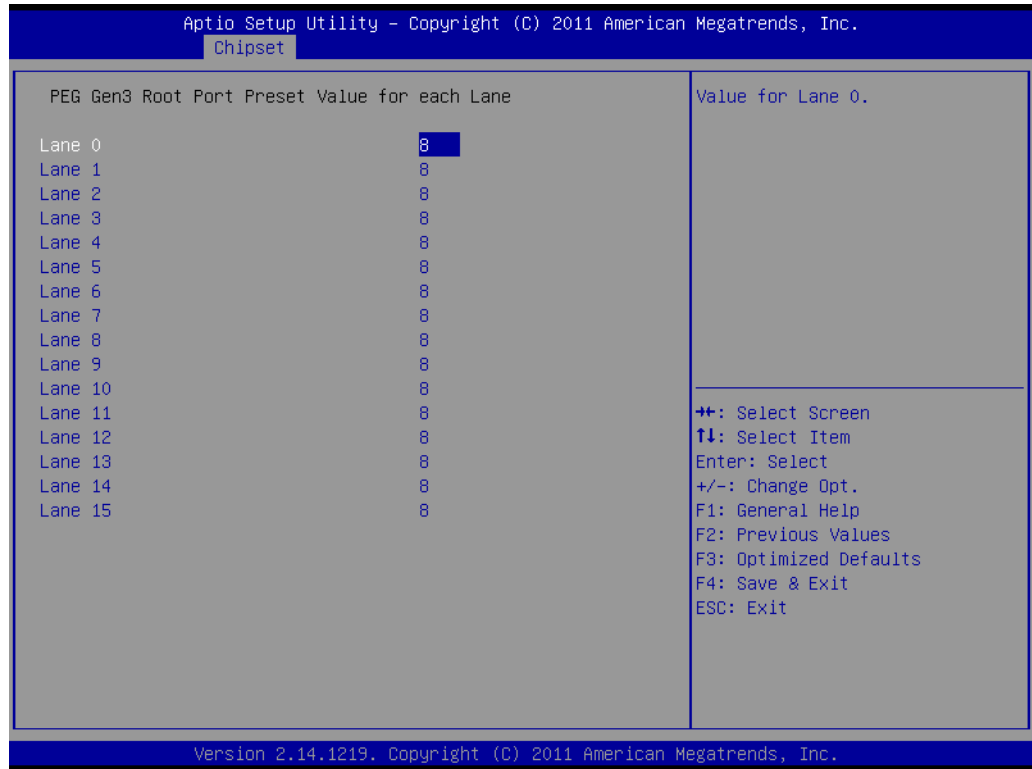 Aptio Setup Utility – Copyright (C) 2011 American Megatrends, Inc.
Chipset
PEG Gen3 Root Port Preset Value for each Lane
Lane 0 8
Lane 1 8
Lane 2 8
Lane 3 8
Lane 4 8
Lane 5 8
Lane 6 8
Lane 7 8
Lane 8 8
Lane 9 8
Lane 10 8
Lane 11 8
Lane 12 8
Lane 13 8
Lane 14 8
Lane 15 8
Value for Lane 0.
→←: Select Screen
↑↓: Select Item
Enter: Select
+/-: Change Opt.
F1: General Help
F2: Previous Values
F3: Optimized Defaults
F4: Save & Exit
ESC: Exit
Version 2.14.1219. Copyright (C) 2011 American Megatrends, Inc.